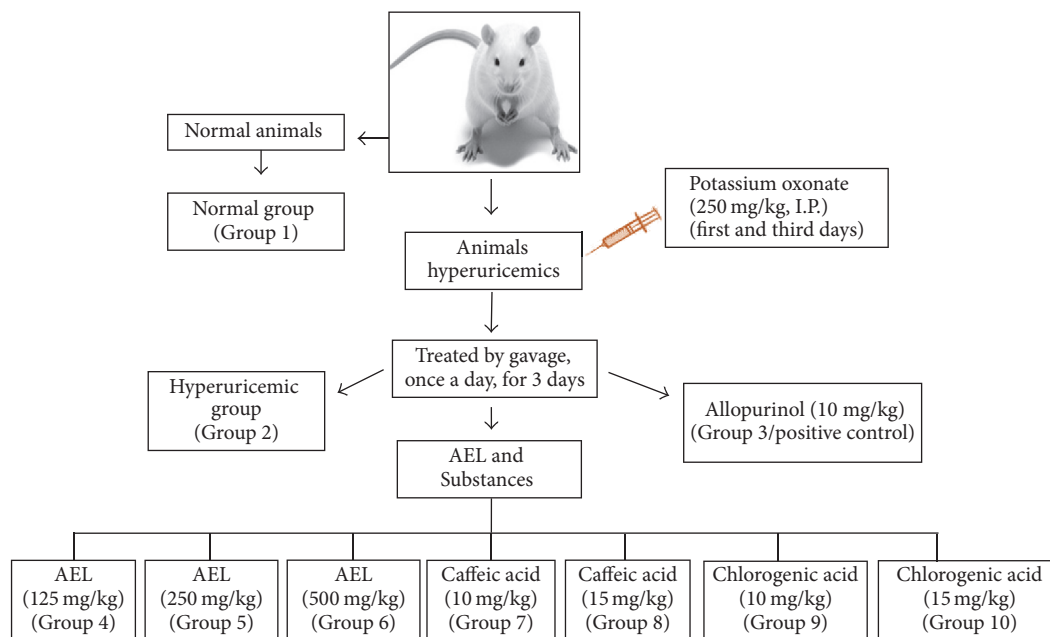 Normal animals
Normal group
(Group 1)
Potassium oxonate
(250 mg/kg, I.P.)
(first and third days)
Animals
hyperuricemics
Treated by gavage,
once a day, for 3 days
Hyperuricemic
group
(Group 2)
Allopurinol (10 mg/kg)
(Group 3/positive control)
AEL and
Substances
AEL
(125 mg/kg)
(Group 4)
AEL
(250 mg/kg)
(Group 5)
AEL
(500 mg/kg)
(Group 6)
Caffeic acid
(10 mg/kg)
(Group 7)
Caffeic acid
(15 mg/kg)
(Group 8)
Chlorogenic acid
(10 mg/kg)
(Group 9)
Chlorogenic acid
(15 mg/kg)
(Group 10)